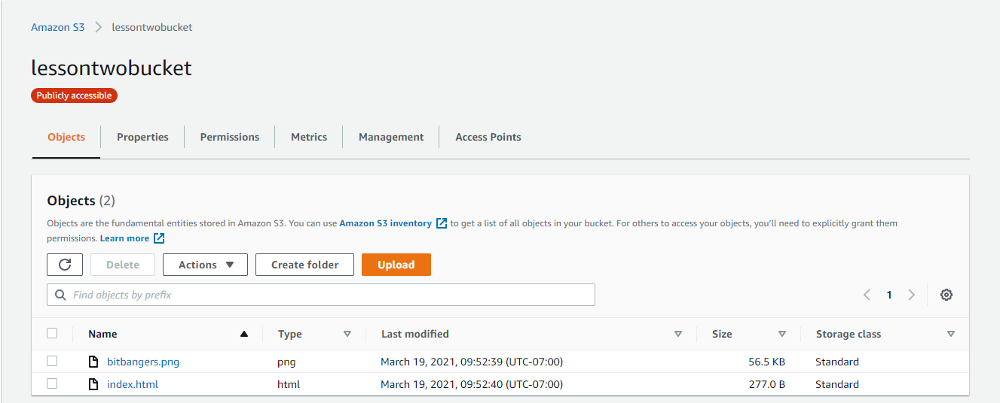 Amazon S3 > lessontwobucket
lessontwobucket
Publicly accessible
Objects Properties Permissions Metrics Management Access Points
Objects (2)
Objects are the fundamental entities stored in Amazon S3. You can use Amazon S3 inventory to get a list of all objects in your bucket. For others to access your objects, you’ll need to explicitly grant them
permissions. Learn more
Delete Actions Create folder Upload
Find objects by prefix 1
Name Type Last modified Size Storage class
bitbangers.png png March 19, 2021, 09:52:39 (UTC-07:00) 56.5 KB Standard
index.html html March 19, 2021, 09:52:40 (UTC-07:00) 277.0 B Standard